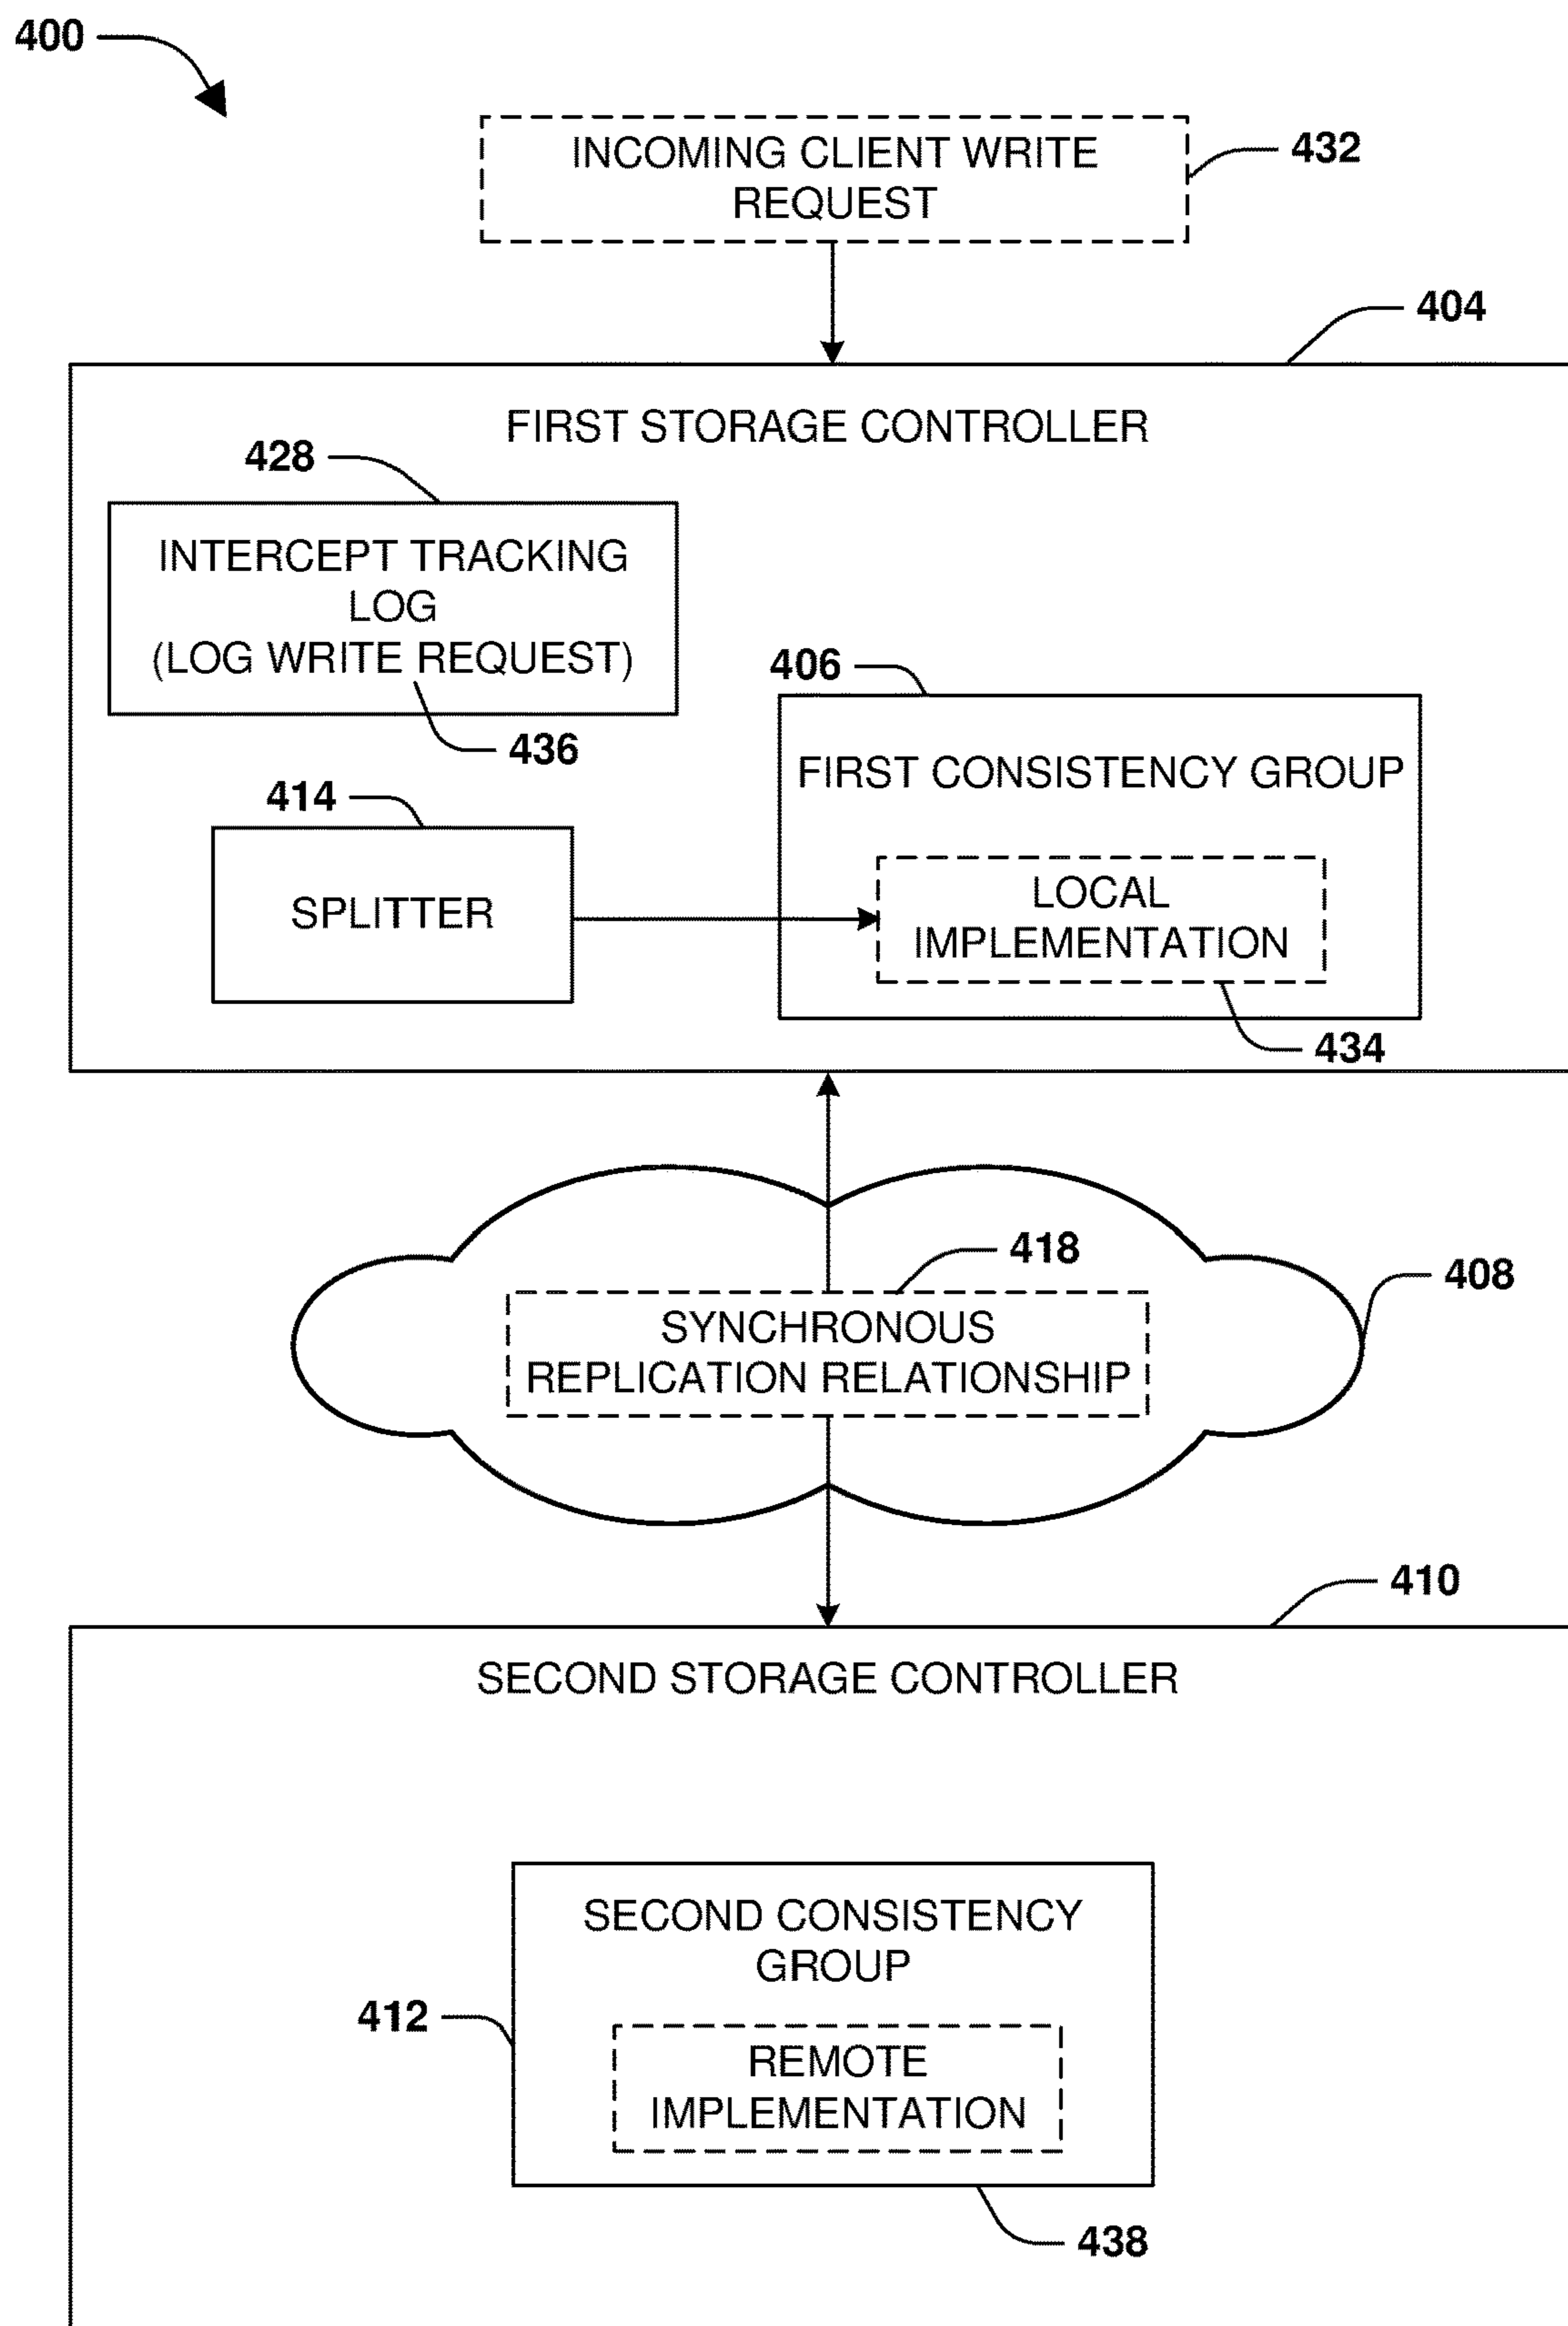 400
INCOMING CLIENT WRITE
REQUEST
432
404
FIRST STORAGE CONTROLLER
428
INTERCEPT TRACKING
LOG
(LOG WRITE REQUEST)
436
406
FIRST CONSISTENCY GROUP
414
SPLITTER
LOCAL
IMPLEMENTATION
434
418
408
SYNCHRONOUS
REPLICATION RELATIONSHIP
410
SECOND STORAGE CONTROLLER
SECOND CONSISTENCY
GROUP
412
REMOTE
IMPLEMENTATION
438